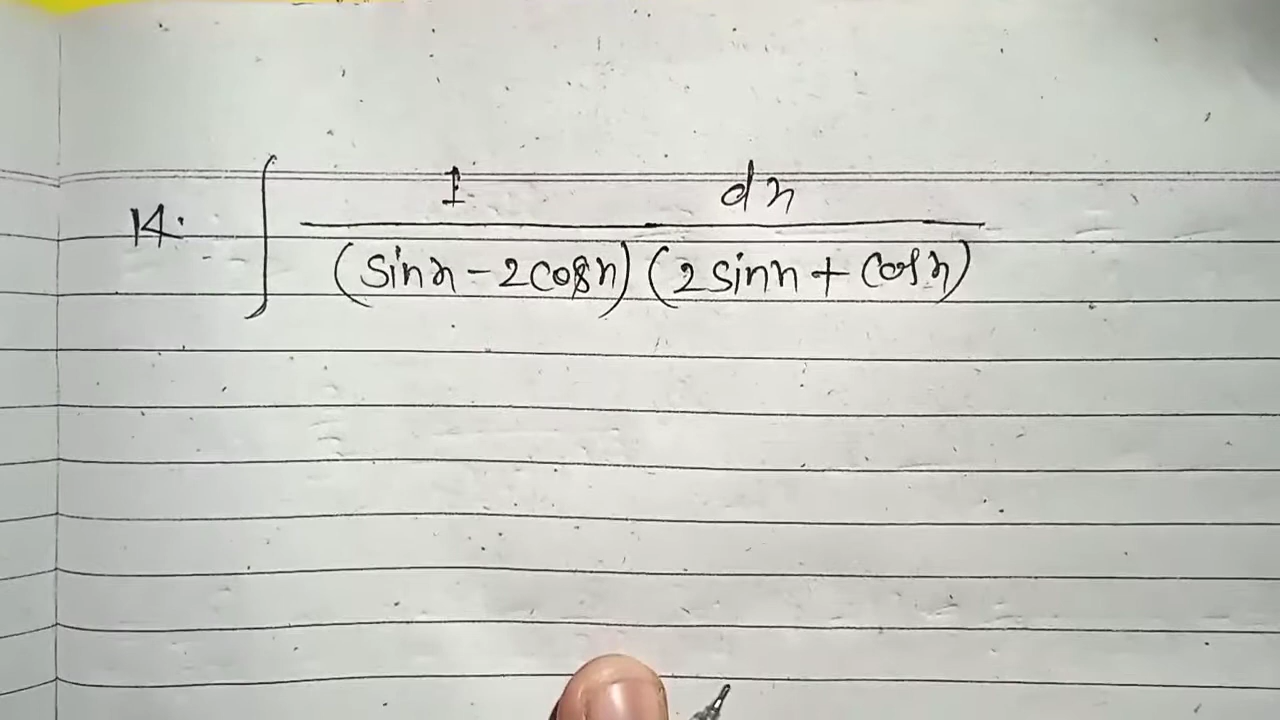 14. ∫ 1 dx
(sinx - 2cosx) (2sinx + cosx)